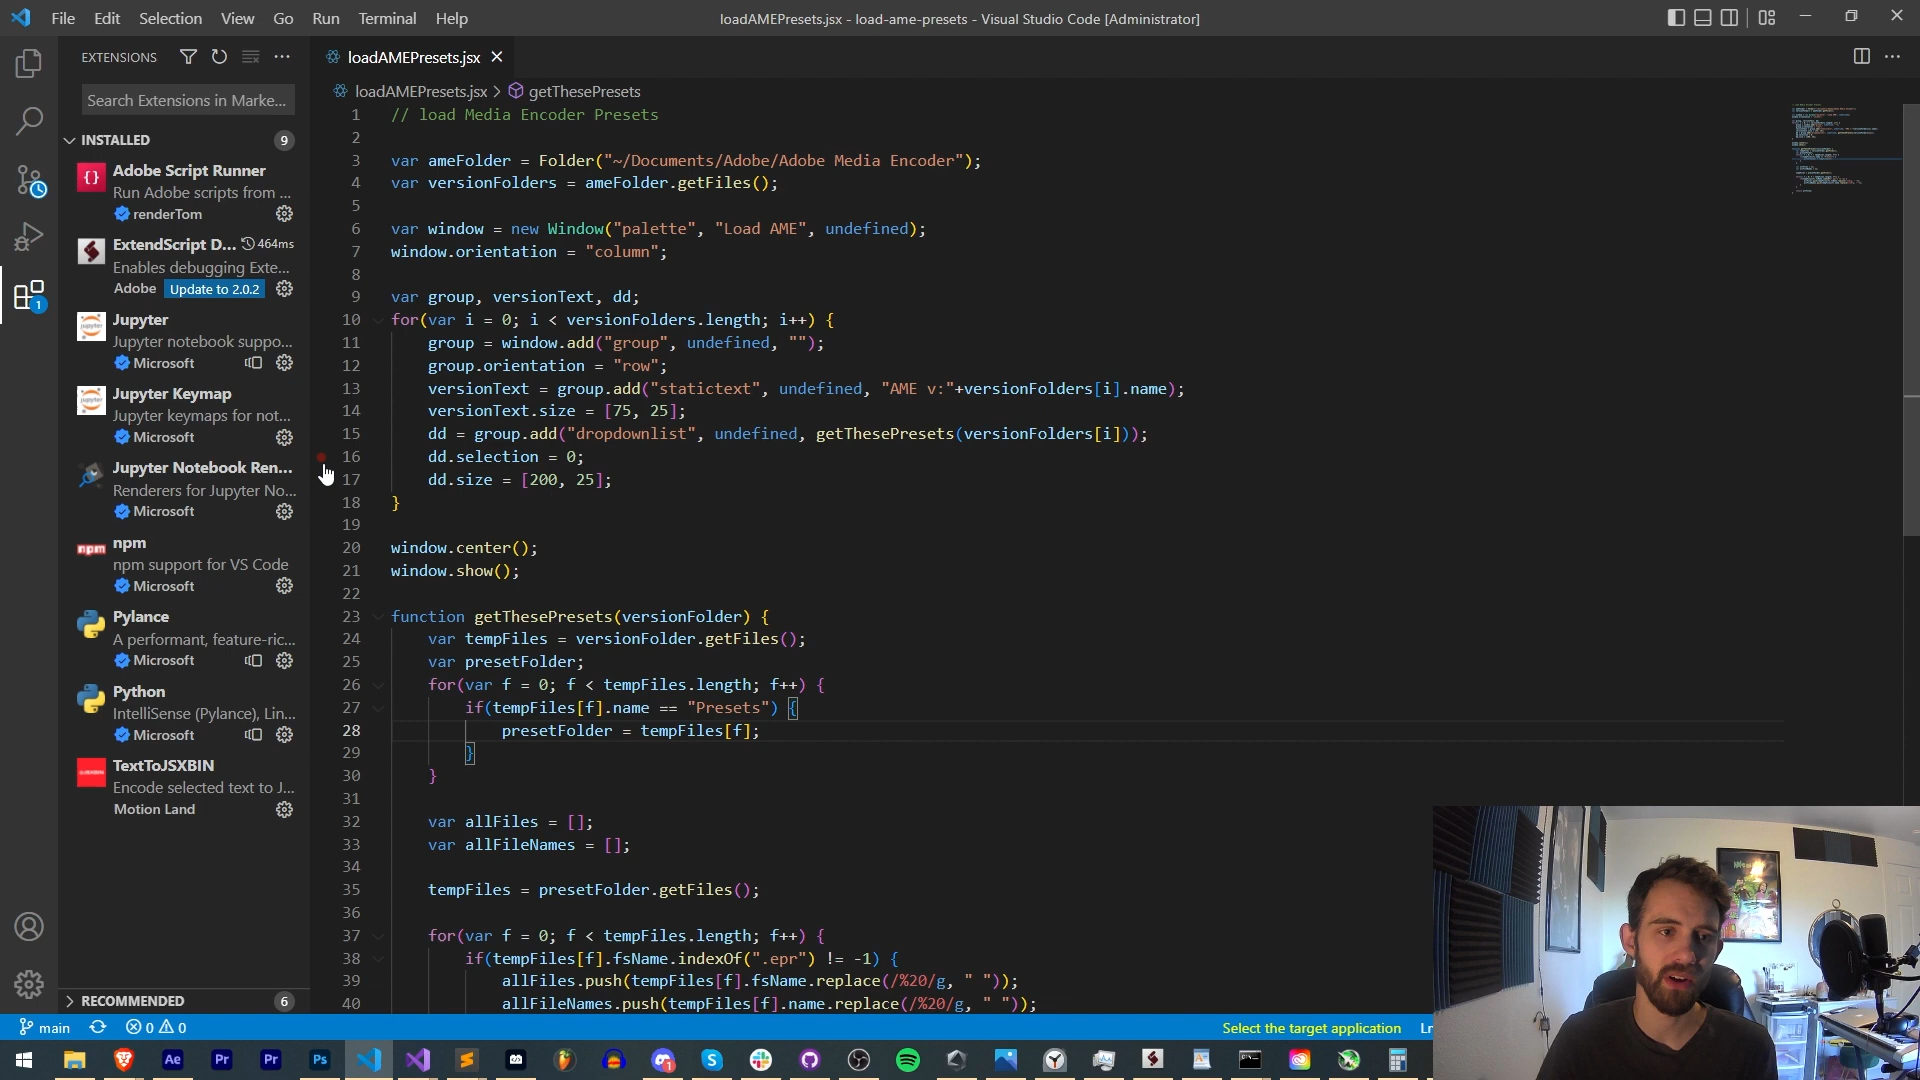 File Edit Selection View Go Run Terminal Help
loadAMEPresets.jsx - load-ame-presets - Visual Studio Code [Administrator]
EXTENSIONS
loadAMEPresets.jsx
loadAMEPresets.jsx > getThesePresets
Search Extensions in Marke...
INSTALLED 9
Adobe Script Runner
Run Adobe scripts from ...
renderTom
ExtendScript D... 464ms
Enables debugging Exte...
Adobe Update to 2.0.2
Jupyter
Jupyter notebook suppo...
Microsoft
Jupyter Keymap
Jupyter keymaps for not...
Microsoft
Jupyter Notebook Ren...
Renderers for Jupyter No...
Microsoft
npm
npm support for VS Code
Microsoft
Pylance
A performant, feature-ric...
Microsoft
Python
IntelliSense (Pylance), Lin...
Microsoft
TextToJSXBIN
Encode selected text to J...
Motion Land
RECOMMENDED 6
1
1 // load Media Encoder Presets
2
3 var ameFolder = Folder("~/Documents/Adobe/Adobe Media Encoder");
4 var versionFolders = ameFolder.getFiles();
5
6 var window = new Window("palette", "Load AME", undefined);
7 window.orientation = "column";
8
9 var group, versionText, dd;
10 for(var i = 0; i < versionFolders.length; i++) {
11 group = window.add("group", undefined, "");
12 group.orientation = "row";
13 versionText = group.add("statictext", undefined, "AME v:"+versionFolders[i].name);
14 versionText.size = [75, 25];
15 dd = group.add("dropdownlist", undefined, getThesePresets(versionFolders[i]));
16 dd.selection = 0;
17 dd.size = [200, 25];
18 }
19
20 window.center();
21 window.show();
22
23 function getThesePresets(versionFolder) {
24 var tempFiles = versionFolder.getFiles();
25 var presetFolder;
26 for(var f = 0; f < tempFiles.length; f++) {
27 if(tempFiles[f].name == "Presets") {
28 presetFolder = tempFiles[f];
29 }
30 }
31
32 var allFiles = [];
33 var allFileNames = [];
34
35 tempFiles = presetFolder.getFiles();
36
37 for(var f = 0; f < tempFiles.length; f++) {
38 if(tempFiles[f].fsName.indexOf(".epr") != -1) {
39 allFiles.push(tempFiles[f].fsName.replace(/%20/g, " "));
40 allFileNames.push(tempFiles[f].name.replace(/%20/g, " "));
main 0 0 Select the target application Ln
Ae Pr Pr Ps